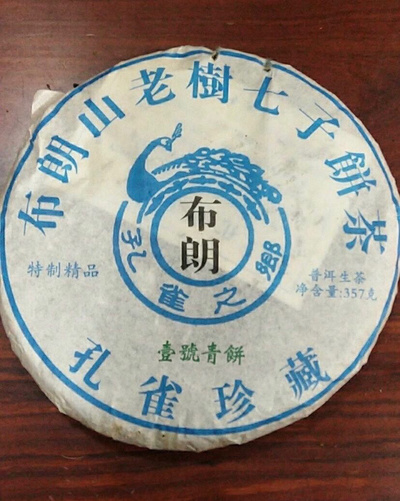 布朗山老樹七子餅茶
布朗
孔雀之鄉
特制精品
普洱生茶
净含量:357克
壹號青餅
孔雀珍藏